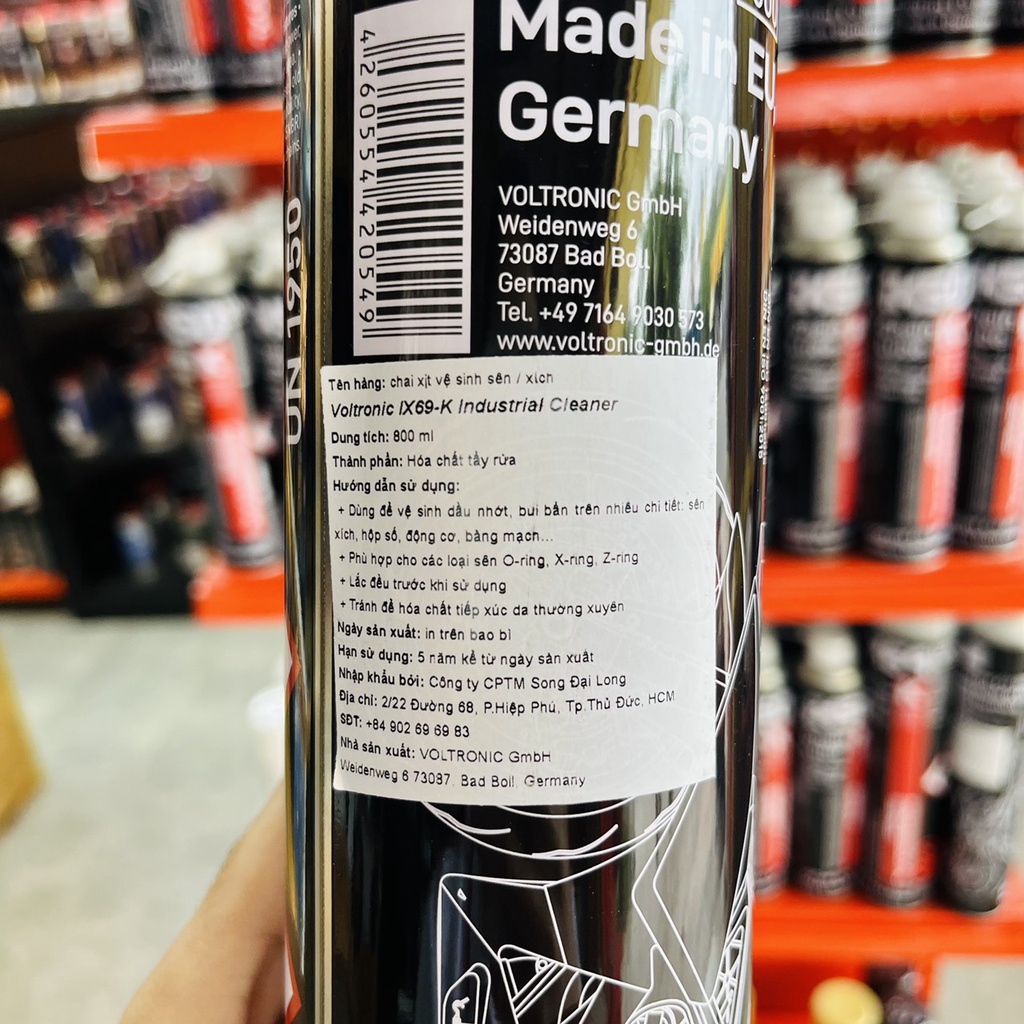 4260554420549
Made in
Germany
VOLTRONIC GmbH
Weidenweg 6
73087 Bad Boll
Germany
Tel. +49 7164 9030 573
www.voltronic-gmbh.de
UN 1950
Tên hàng: chai xịt vệ sinh sên / xích
Voltronic IX69-K Industrial Cleaner
Dung tích: 800 ml
Thành phần: Hóa chất tẩy rửa
Hướng dẫn sử dụng:
+ Dùng để vệ sinh dầu nhớt, bụi bẩn trên nhiều chi tiết: sên
xích, hộp số, động cơ, bảng mạch...
+ Phù hợp cho các loại sên O-ring, X-ring, Z-ring
+ Lắc đều trước khi sử dụng
+ Tránh để hóa chất tiếp xúc da thường xuyên
Ngày sản xuất: in trên bao bì
Hạn sử dụng: 5 năm kể từ ngày sản xuất
Nhập khẩu bởi: Công ty CPTM Song Đại Long
Địa chỉ: 2/22 Đường 68, P.Hiệp Phú, Tp.Thủ Đức, HCM
SĐT: +84 902 69 69 83
Nhà sản xuất: VOLTRONIC GmbH
Weidenweg 6 73087, Bad Boll, Germany